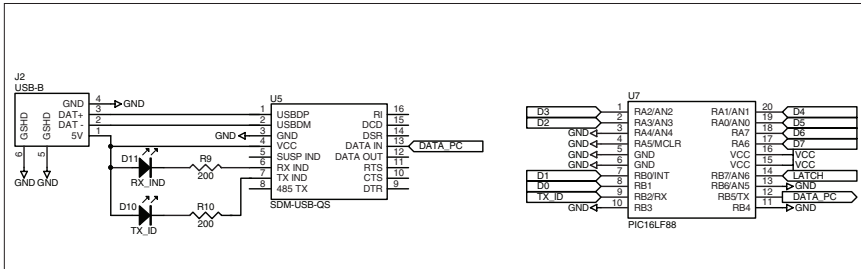 J2
USB-B
GND 4 GND
DAT+ 3
DAT - 2
5V 1
GSHD GSHD
6 5
GND GND
D11
RX_IND
R9
200
D10
TX_ID
R10
200
U5
1 USBDP RI 16
2 USBDM DCD 15
GND 3 GND DSR 14
4 VCC DATA IN 13 DATA_PC
5 SUSP IND DATA OUT 12
6 RX IND RTS 11
7 TX IND CTS 10
8 485 TX DTR 9
SDM-USB-QS
U7
D3 1 RA2/AN2 RA1/AN1 20 D4
D2 2 RA3/AN3 RA0/AN0 19 D5
GND 3 RA4/AN4 RA7 18 D6
GND 4 RA5/MCLR RA6 17 D7
GND 5 GND VCC 16 VCC
GND 6 GND VCC 15 VCC
D1 7 RB0/INT RB7/AN6 14 LATCH
D0 8 RB1 RB6/AN5 13 GND
TX_ID 9 RB2/RX RB5/TX 12 DATA_PC
GND 10 RB3 RB4 11 GND
PIC16LF88